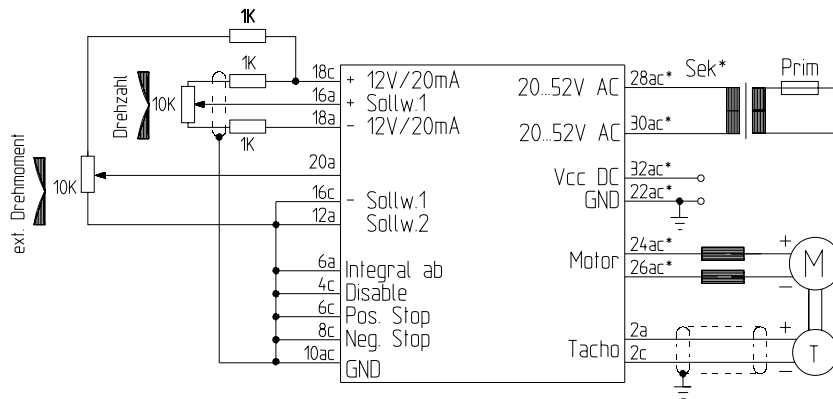 1K
1K
1K
Drehzahl
10K
ext. Drehmoment
10K
18c + 12V/20mA
16a + Sollw.1
18a - 12V/20mA
20a
16c - Sollw.1
12a Sollw.2
6a Integral ab
4c Disable
6c Pos. Stop
8c Neg. Stop
10ac GND
20...52V AC 28ac*
20...52V AC 30ac*
Vcc DC 32ac*
GND 22ac*
Motor 24ac*
26ac*
Tacho 2a
2c
Sek* Prim
+
M
-
+
T
-